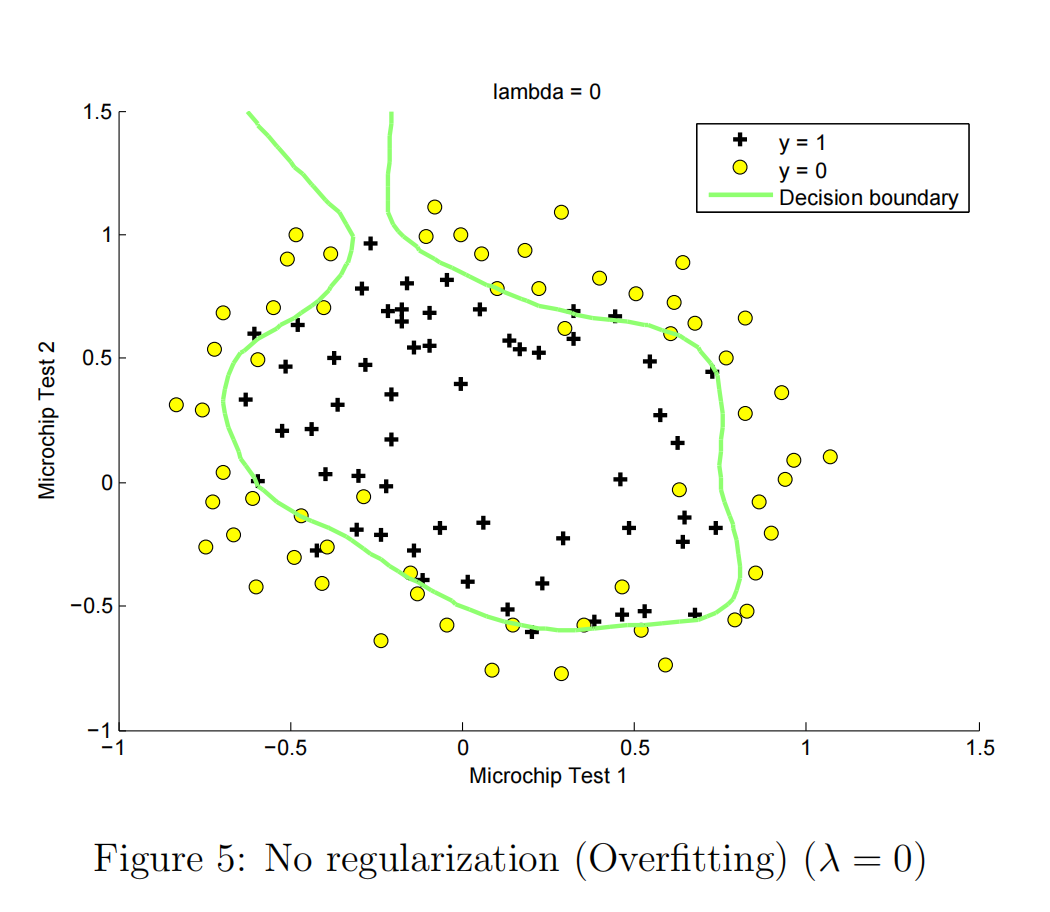 lambda = 0
1.5
1
0.5
0
−0.5
−1
Microchip Test 2
y = 1
y = 0
Decision boundary
−1
−0.5
0
0.5
1
1.5
Microchip Test 1
Figure 5: No regularization (Overfitting) (λ = 0)